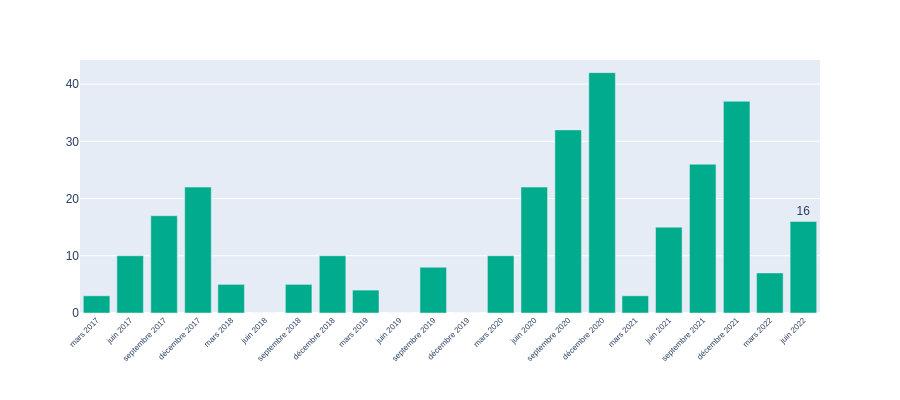 40
30
20
10
0
16
mars 2017
juin 2017
septembre 2017
décembre 2017
mars 2018
juin 2018
septembre 2018
décembre 2018
mars 2019
juin 2019
septembre 2019
décembre 2019
mars 2020
juin 2020
septembre 2020
décembre 2020
mars 2021
juin 2021
septembre 2021
décembre 2021
mars 2022
juin 2022